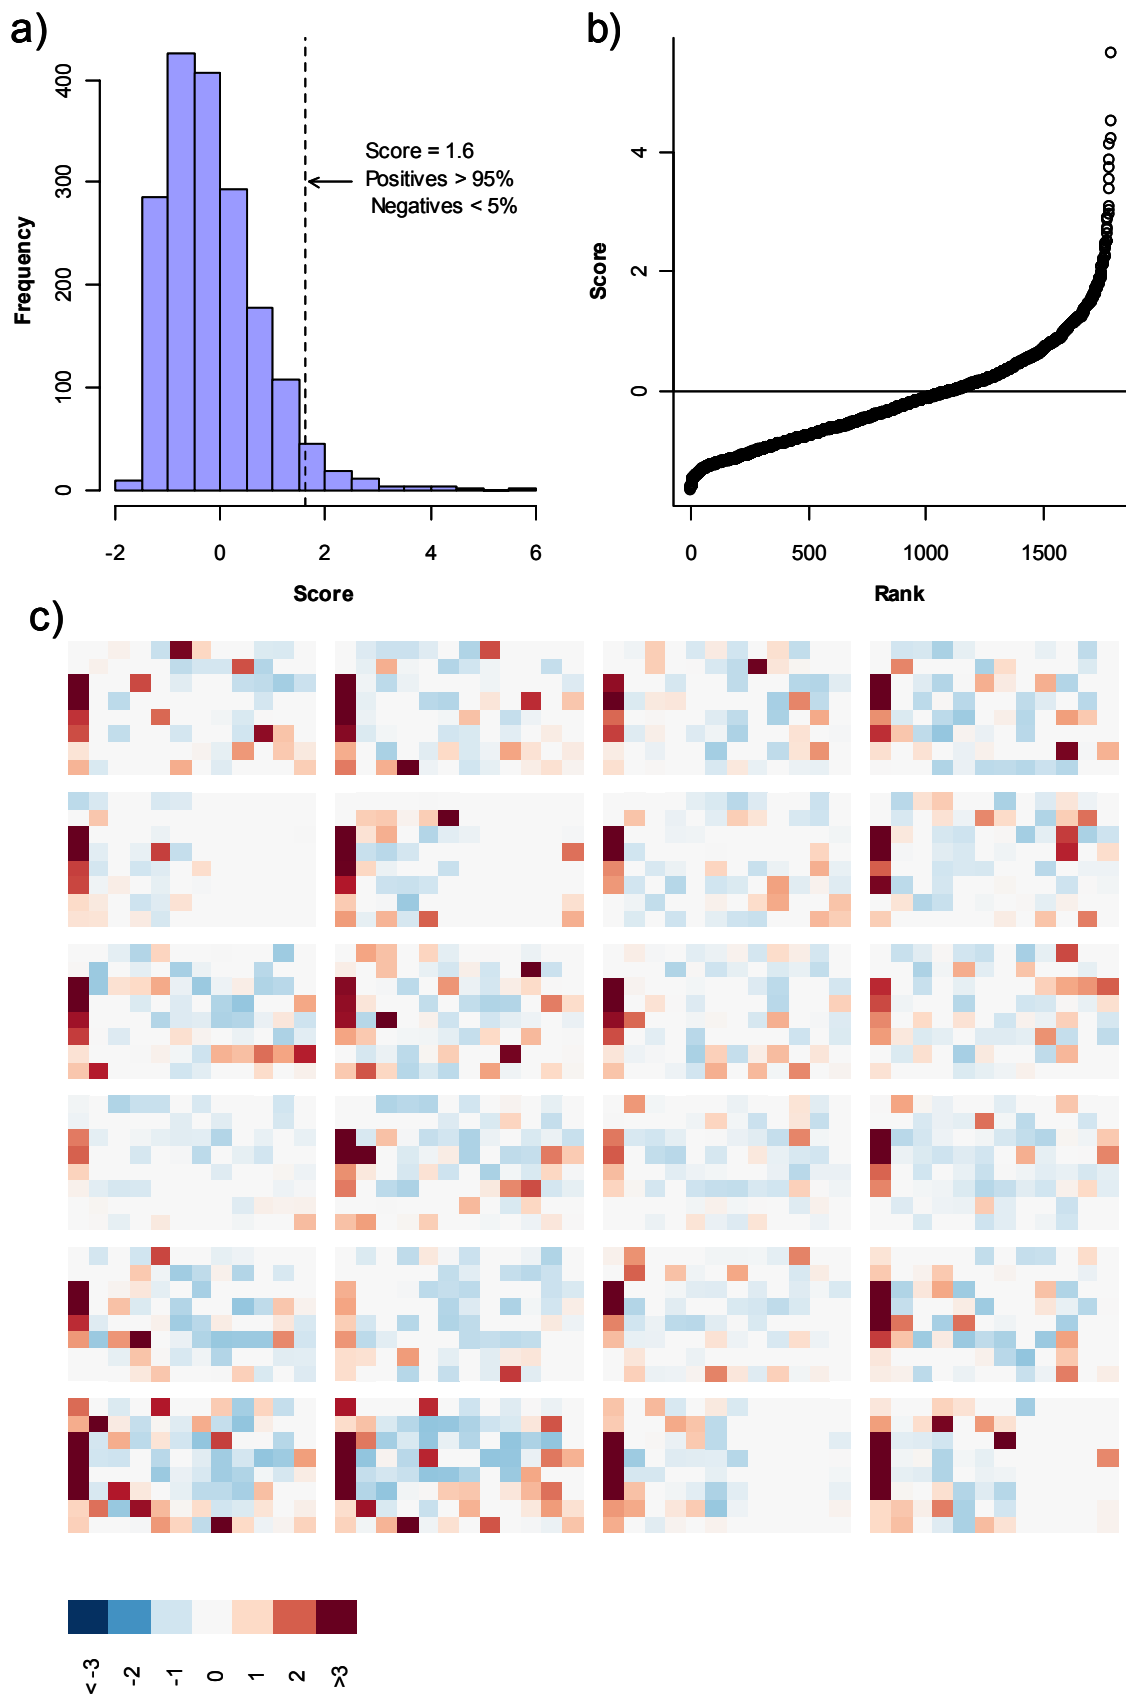 a)
b)
400
300
200
100
0
Frequency
Score = 1.6
Positives > 95%
Negatives < 5%
-2
0
2
4
6
Score
4
2
0
Score
0
500
1000
1500
Rank
c)
< -3
-2
-1
0
1
2
>3